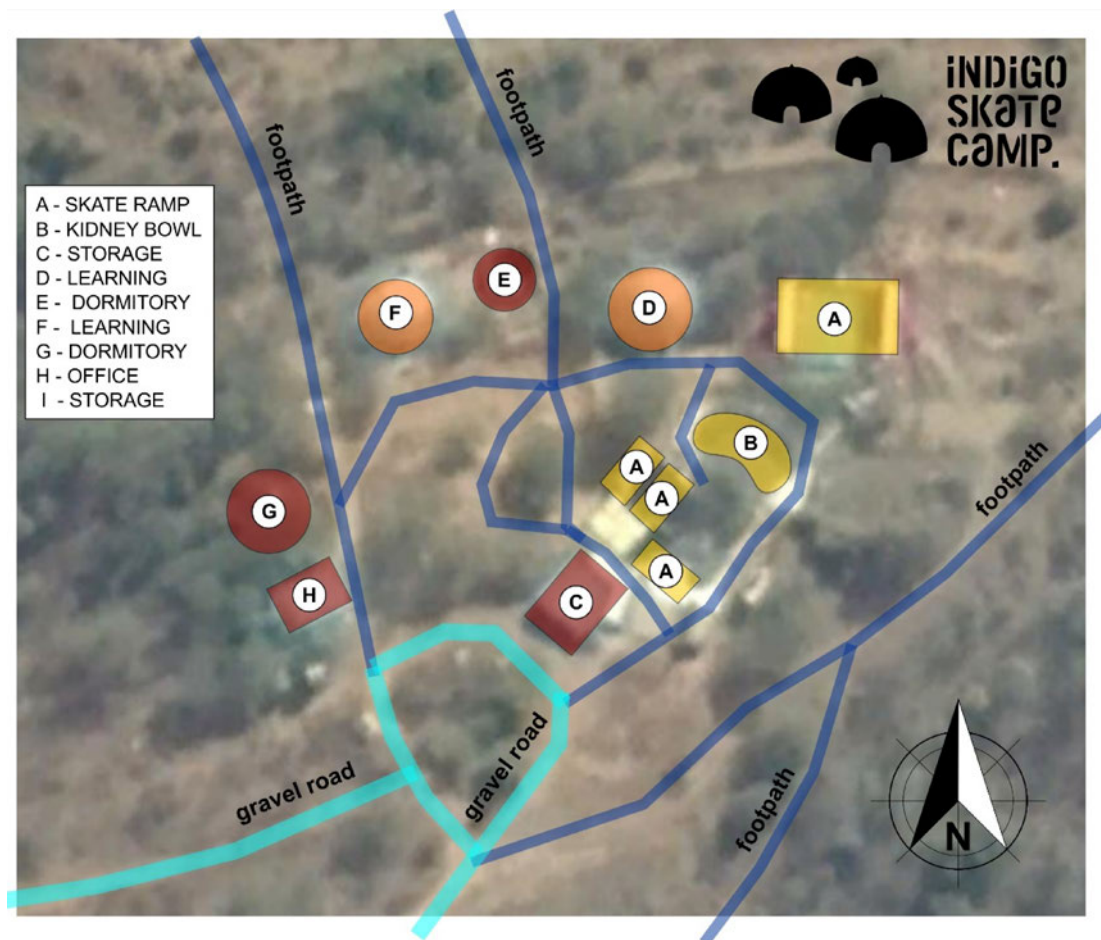 INDIGO
SKATE
CAMP.
footpath
footpath
A - SKATE RAMP
B - KIDNEY BOWL
C - STORAGE
D - LEARNING
E - DORMITORY
F - LEARNING
G - DORMITORY
H - OFFICE
I - STORAGE
E
F
D
A
B
A
A
G
footpath
A
H
C
gravel road
gravel road
footpath
N